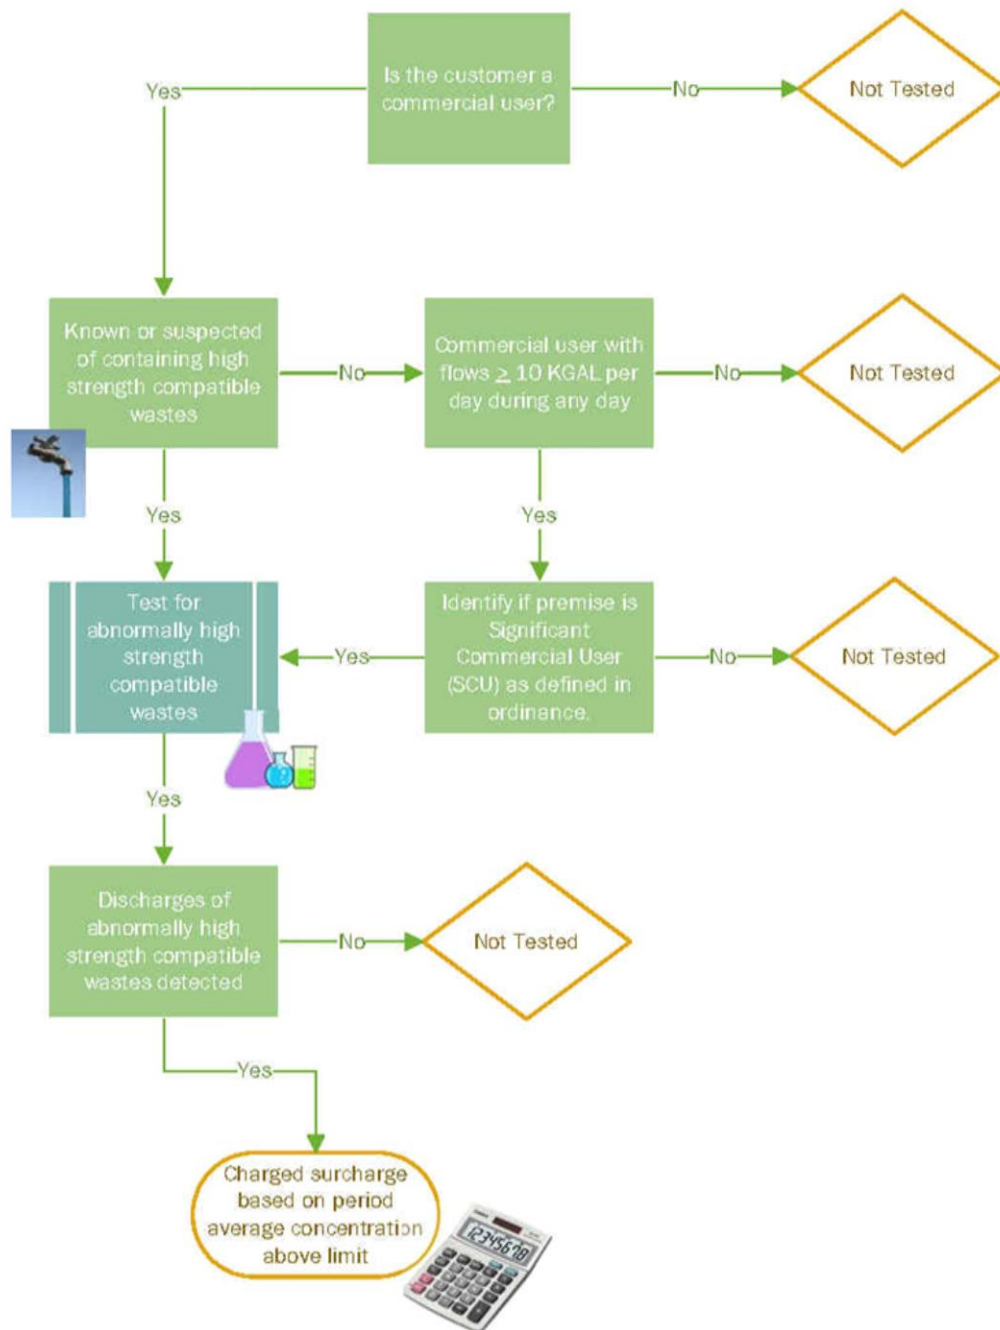 Is the customer a
commercial user?
Yes
No
Not Tested
Known or suspected
of containing high
strength compatible
wastes
No
Commercial user with
flows ≥ 10 KGAL per
day during any day
No
Not Tested
Yes
Yes
Test for
abnormally high
strength
compatible
wastes
Yes
Identify if premise is
Significant
Commercial User
(SCU) as defined in
ordinance.
No
Not Tested
Yes
Discharges of
abnormally high
strength compatible
wastes detected
No
Not Tested
Yes
Charged surcharge
based on period
average concentration
above limit
12345678